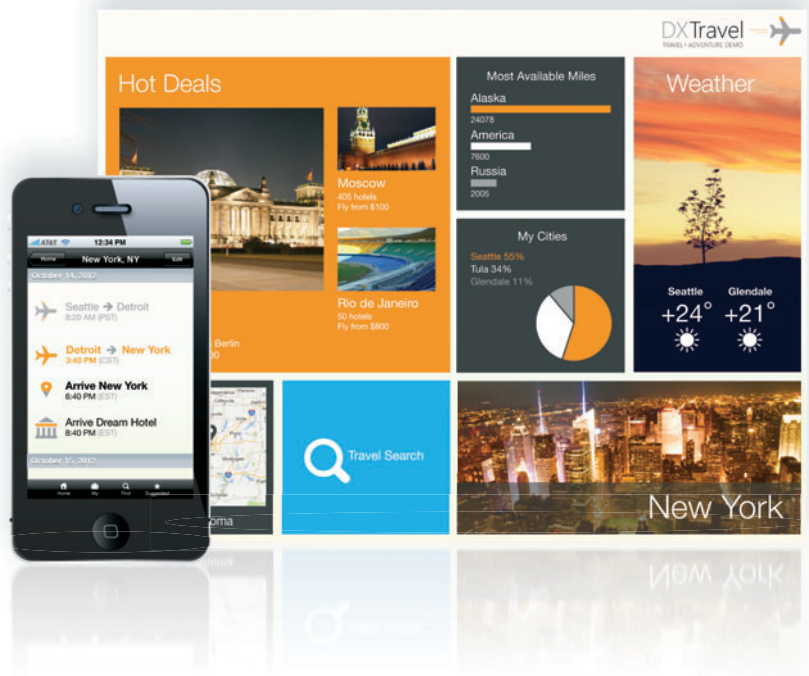 DXTravel
TRAVEL+ADVENTURE DEMO
Hot Deals
Moscow
405 hotels
Fly from $100
Rio de Janeiro
50 hotels
Fly from $800
Berlin
00
Most Available Miles
Alaska
24078
America
7600
Russia
2005
My Cities
Seattle 55%
Tula 34%
Glendale 11%
Weather
Seattle
+24°
Glendale
+21°
AT&T
12:34 PM
Home
New York, NY
Edit
October 14, 2012
Seattle → Detroit
8:20 AM (PST)
Detroit → New York
3:40 PM (CST)
Arrive New York
6:40 PM (EST)
Arrive Dream Hotel
8:40 PM (EST)
October 15, 2012
Home
My
Find
Suggested
oma
Travel Search
New York